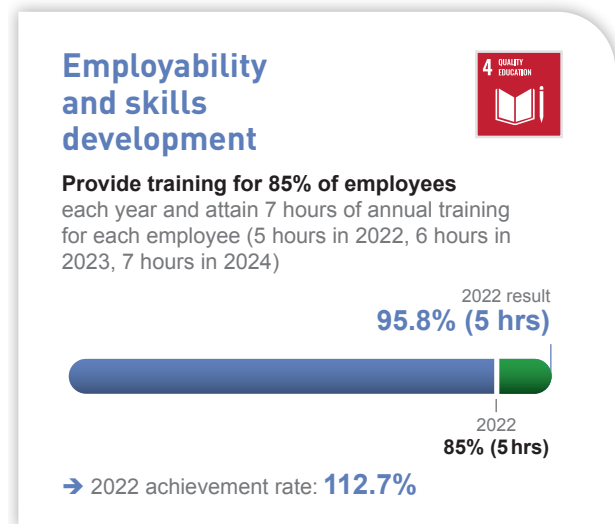 Employability
and skills
development
4 QUALITY
EDUCATION
Provide training for 85% of employees
each year and attain 7 hours of annual training
for each employee (5 hours in 2022, 6 hours in
2023, 7 hours in 2024)
2022 result
95.8% (5 hrs)
2022
85% (5 hrs)
➔ 2022 achievement rate: 112.7%